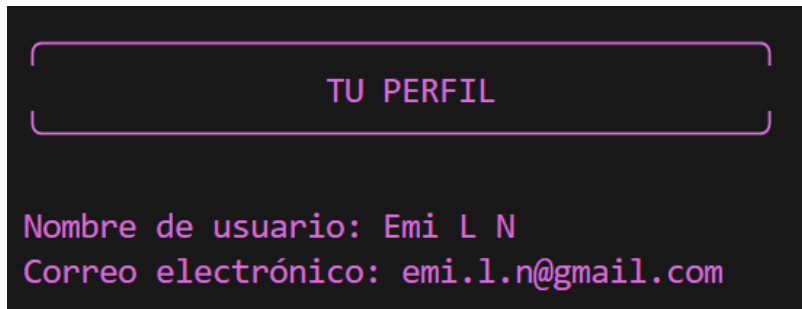 TU PERFIL
Nombre de usuario: Emi L N
Correo electrónico: emi.l.n@gmail.com